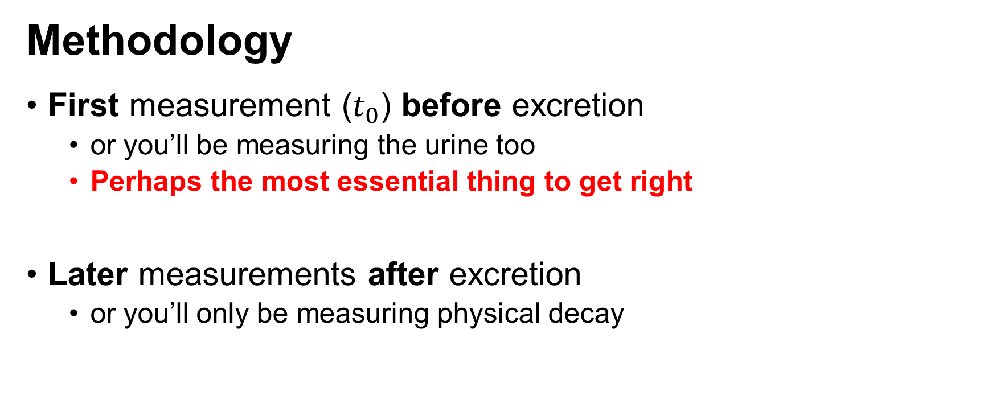 Methodology
• First measurement (t₀) before excretion
• or you’ll be measuring the urine too
• Perhaps the most essential thing to get right
• Later measurements after excretion
• or you’ll only be measuring physical decay